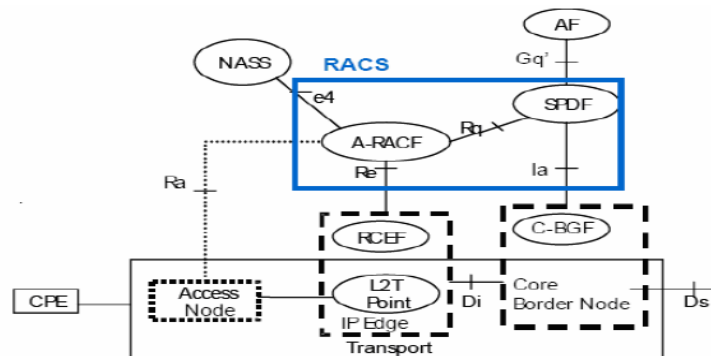 AF
NASS
RACS
Gq'
e4
SPDF
A-RACF
Rq
Ra
Re
Ia
RCEF
C-BGF
CPE
Access
Node
L2T
Point
IP Edge
Di
Core
Border Node
Ds
Transport